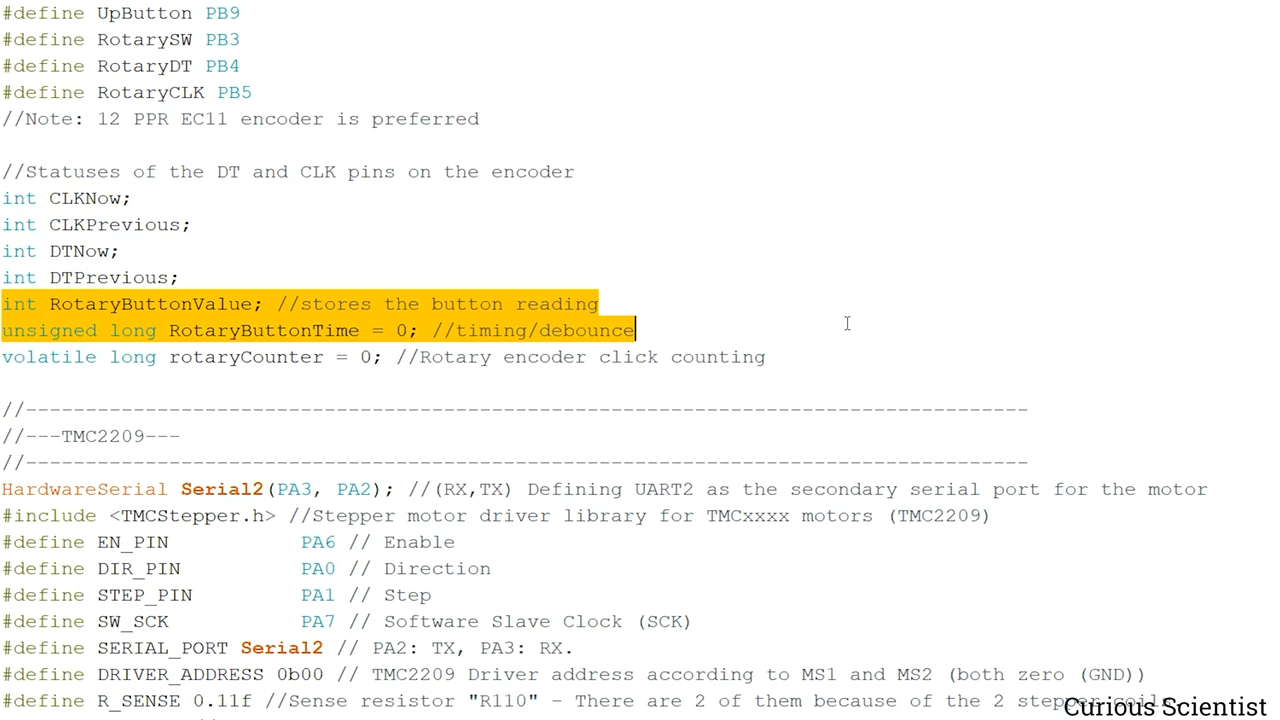 #define UpButton PB9
#define RotarySW PB3
#define RotaryDT PB4
#define RotaryCLK PB5
//Note: 12 PPR EC11 encoder is preferred
//Statuses of the DT and CLK pins on the encoder
int CLKNow;
int CLKPrevious;
int DTNow;
int DTPrevious;
int RotaryButtonValue; //stores the button reading
unsigned long RotaryButtonTime = 0; //timing/debounce
volatile long rotaryCounter = 0; //Rotary encoder click counting
//------------------------------------------------------------------------------------
//---TMC2209---
//------------------------------------------------------------------------------------
HardwareSerial Serial2(PA3, PA2); //(RX,TX) Defining UART2 as the secondary serial port for the motor
#include <TMCStepper.h> //Stepper motor driver library for TMCxxxx motors (TMC2209)
#define EN_PIN PA6 // Enable
#define DIR_PIN PA0 // Direction
#define STEP_PIN PA1 // Step
#define SW_SCK PA7 // Software Slave Clock (SCK)
#define SERIAL_PORT Serial2 // PA2: TX, PA3: RX.
#define DRIVER_ADDRESS 0b00 // TMC2209 Driver address according to MS1 and MS2 (both zero (GND))
#define R_SENSE 0.11f //Sense resistor "R110" - There are 2 of them because of the 2 stepper coils
Curious Scientist